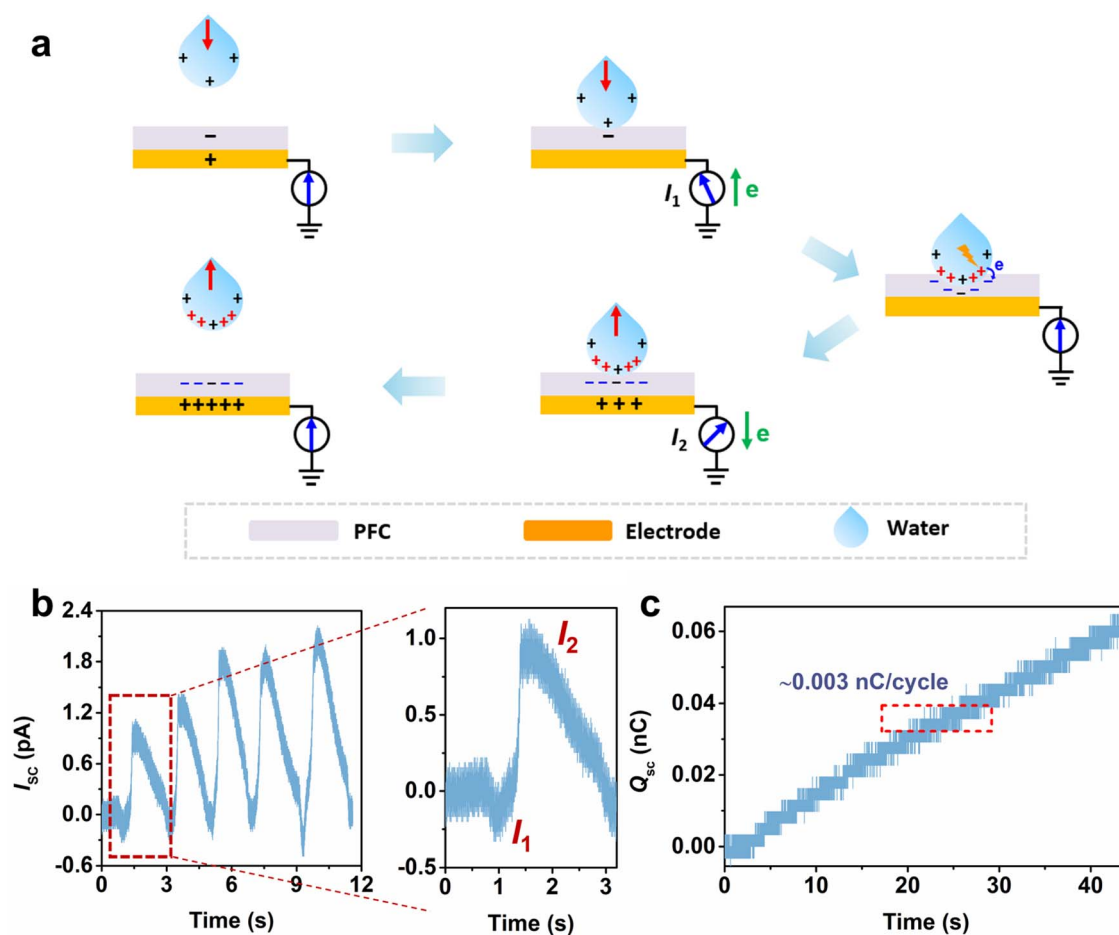 a
+ + +
−
+
+ + +
−
I1
e
+ +
+ + + + +
e
− − − − −
+ +
+ + + + +
− − − − −
+++++
+ +
+ + + + +
− − − − −
+ + +
I2
e
PFC
Electrode
Water
b
Isc (pA)
2.4
1.8
1.2
0.6
0.0
-0.6
0 3 6 9 12
Time (s)
1.0
0.5
0.0
-0.5
I2
I1
0 1 2 3
Time (s)
c
Qsc (nC)
0.06
0.04
0.02
0.00
~0.003 nC/cycle
0 10 20 30 40
Time (s)